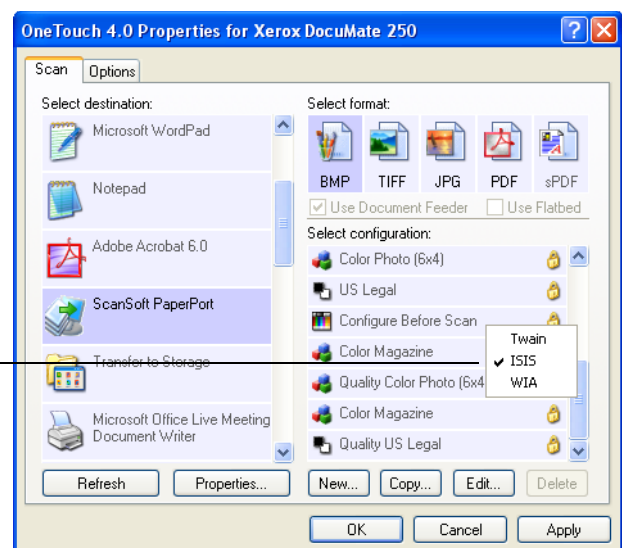 OneTouch 4.0 Properties for Xerox DocuMate 250
Scan
Options
Select destination:
Microsoft WordPad
Notepad
Adobe Acrobat 6.0
ScanSoft PaperPort
Transfer to Storage
Microsoft Office Live Meeting
Document Writer
Refresh
Properties...
Select format:
BMP
TIFF
JPG
PDF
sPDF
Use Document Feeder
Use Flatbed
Select configuration:
Color Photo (6x4)
US Legal
Configure Before Scan
Color Magazine
Quality Color Photo (6x4
Color Magazine
Quality US Legal
Twain
ISIS
WIA
New...
Copy...
Edit...
Delete
OK
Cancel
Apply